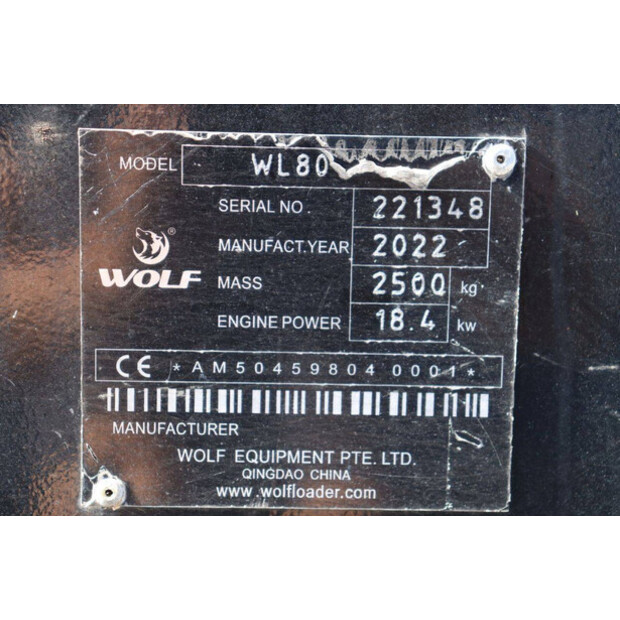 MODEL WL80
SERIAL NO. 221348
MANUFACT.YEAR 2022
®
WOLF
MASS 2500 kg
ENGINE POWER 18.4 kw
CE *AM50459804 0001*
MANUFACTURER
WOLF EQUIPMENT PTE. LTD.
QINGDAO CHINA
www.wolfloader.com